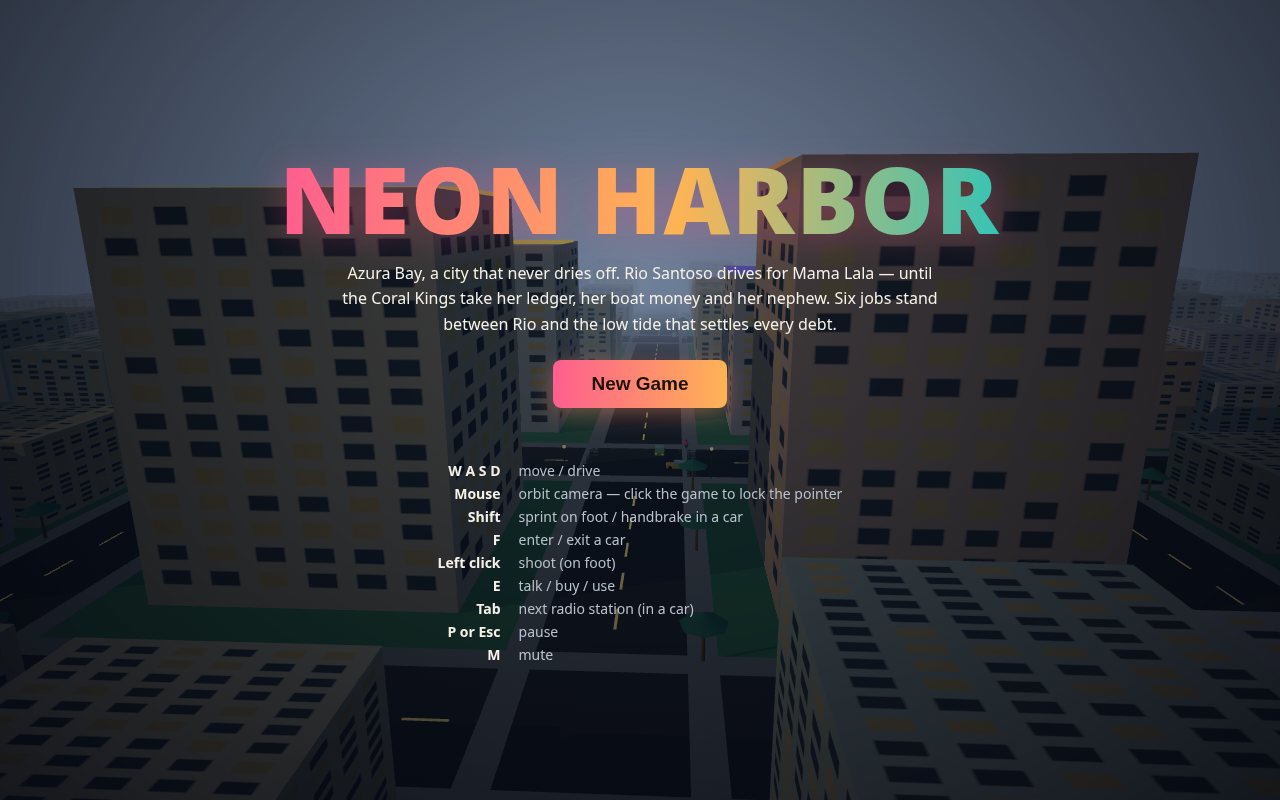 NEON HARBOR
Azura Bay, a city that never dries off. Rio Santoso drives for Mama Lala — until
the Coral Kings take her ledger, her boat money and her nephew. Six jobs stand
between Rio and the low tide that settles every debt.
New Game
W A S D move / drive
Mouse orbit camera — click the game to lock the pointer
Shift sprint on foot / handbrake in a car
F enter / exit a car
Left click shoot (on foot)
E talk / buy / use
Tab next radio station (in a car)
P or Esc pause
M mute